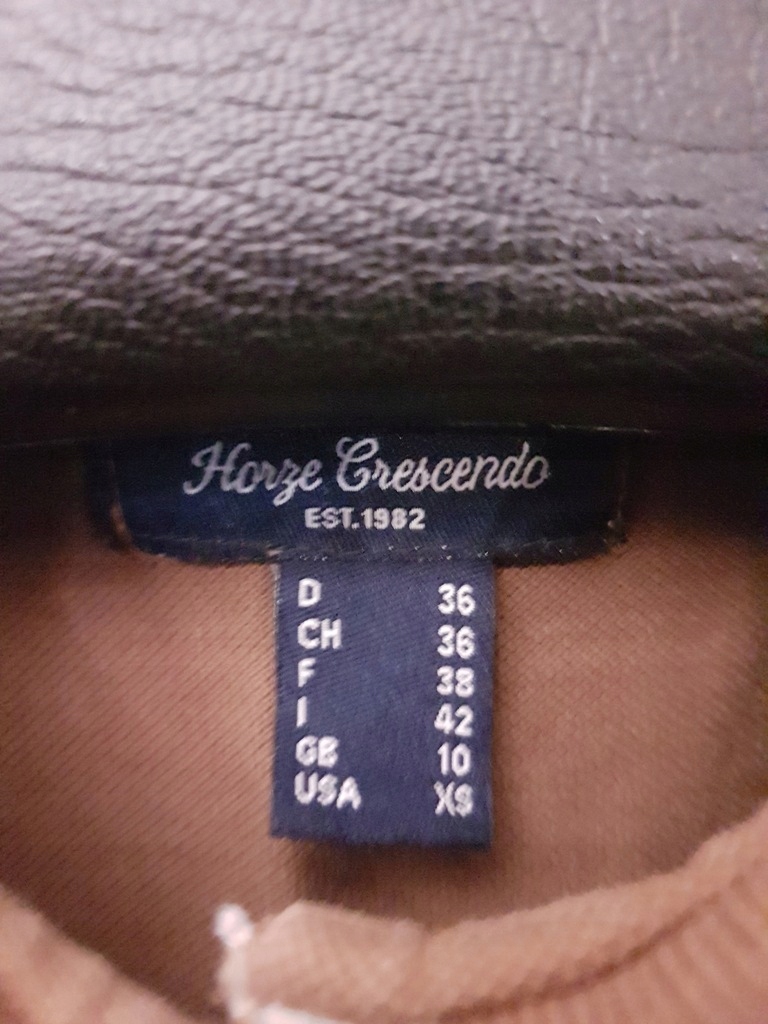 Horze Crescendo
EST.1982
D 36
CH 36
F 38
I 42
GB 10
USA XS